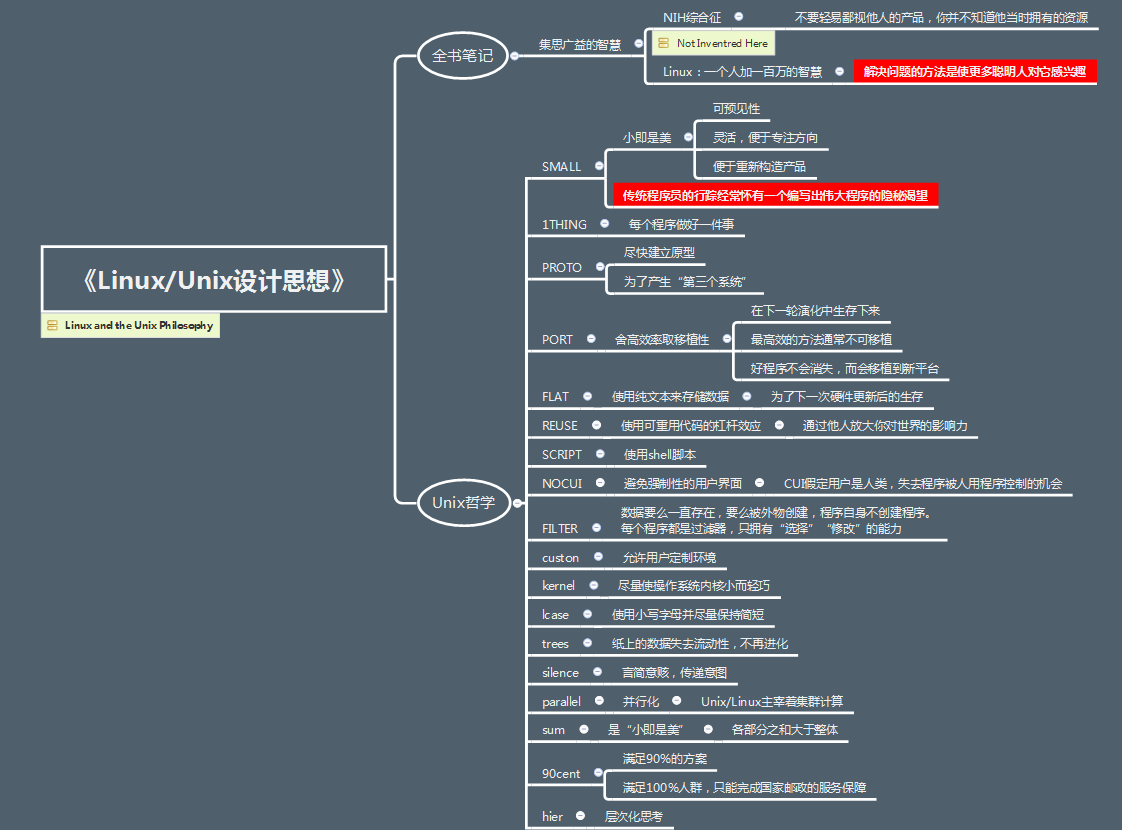 《Linux/Unix设计思想》
Linux and the Unix Philosophy
全书笔记
集思广益的智慧
NIH综合征
不要轻易鄙视他人的产品，你并不知道他当时拥有的资源
Not Inventred Here
Linux：一个人加一百万的智慧
解决问题的方法是使更多聪明人对它感兴趣
Unix哲学
SMALL
小即是美
可预见性
灵活，便于专注方向
便于重新构造产品
传统程序员的行踪经常怀有一个编写出伟大程序的隐秘渴望
1THING
每个程序做好一件事
PROTO
尽快建立原型
为了产生“第三个系统”
PORT
舍高效率取移植性
在下一轮演化中生存下来
最高效的方法通常不可移植
好程序不会消失，而会移植到新平台
FLAT
使用纯文本来存储数据
为了下一次硬件更新后的生存
REUSE
使用可重用代码的杠杆效应
通过他人放大你对世界的影响力
SCRIPT
使用shell脚本
NOCUI
避免强制性的用户界面
CUI假定用户是人类，失去程序被人用程序控制的机会
FILTER
数据要么一直存在，要么被外物创建，程序自身不创建程序。
每个程序都是过滤器，只拥有“选择”“修改”的能力
custon
允许用户定制环境
kernel
尽量使操作系统内核小而轻巧
lcase
使用小写字母并尽量保持简短
trees
纸上的数据失去流动性，不再进化
silence
言简意赅，传递意图
parallel
并行化
Unix/Linux主宰着集群计算
sum
是“小即是美”
各部分之和大于整体
90cent
满足90%的方案
满足100%人群，只能完成国家邮政的服务保障
hier
层次化思考